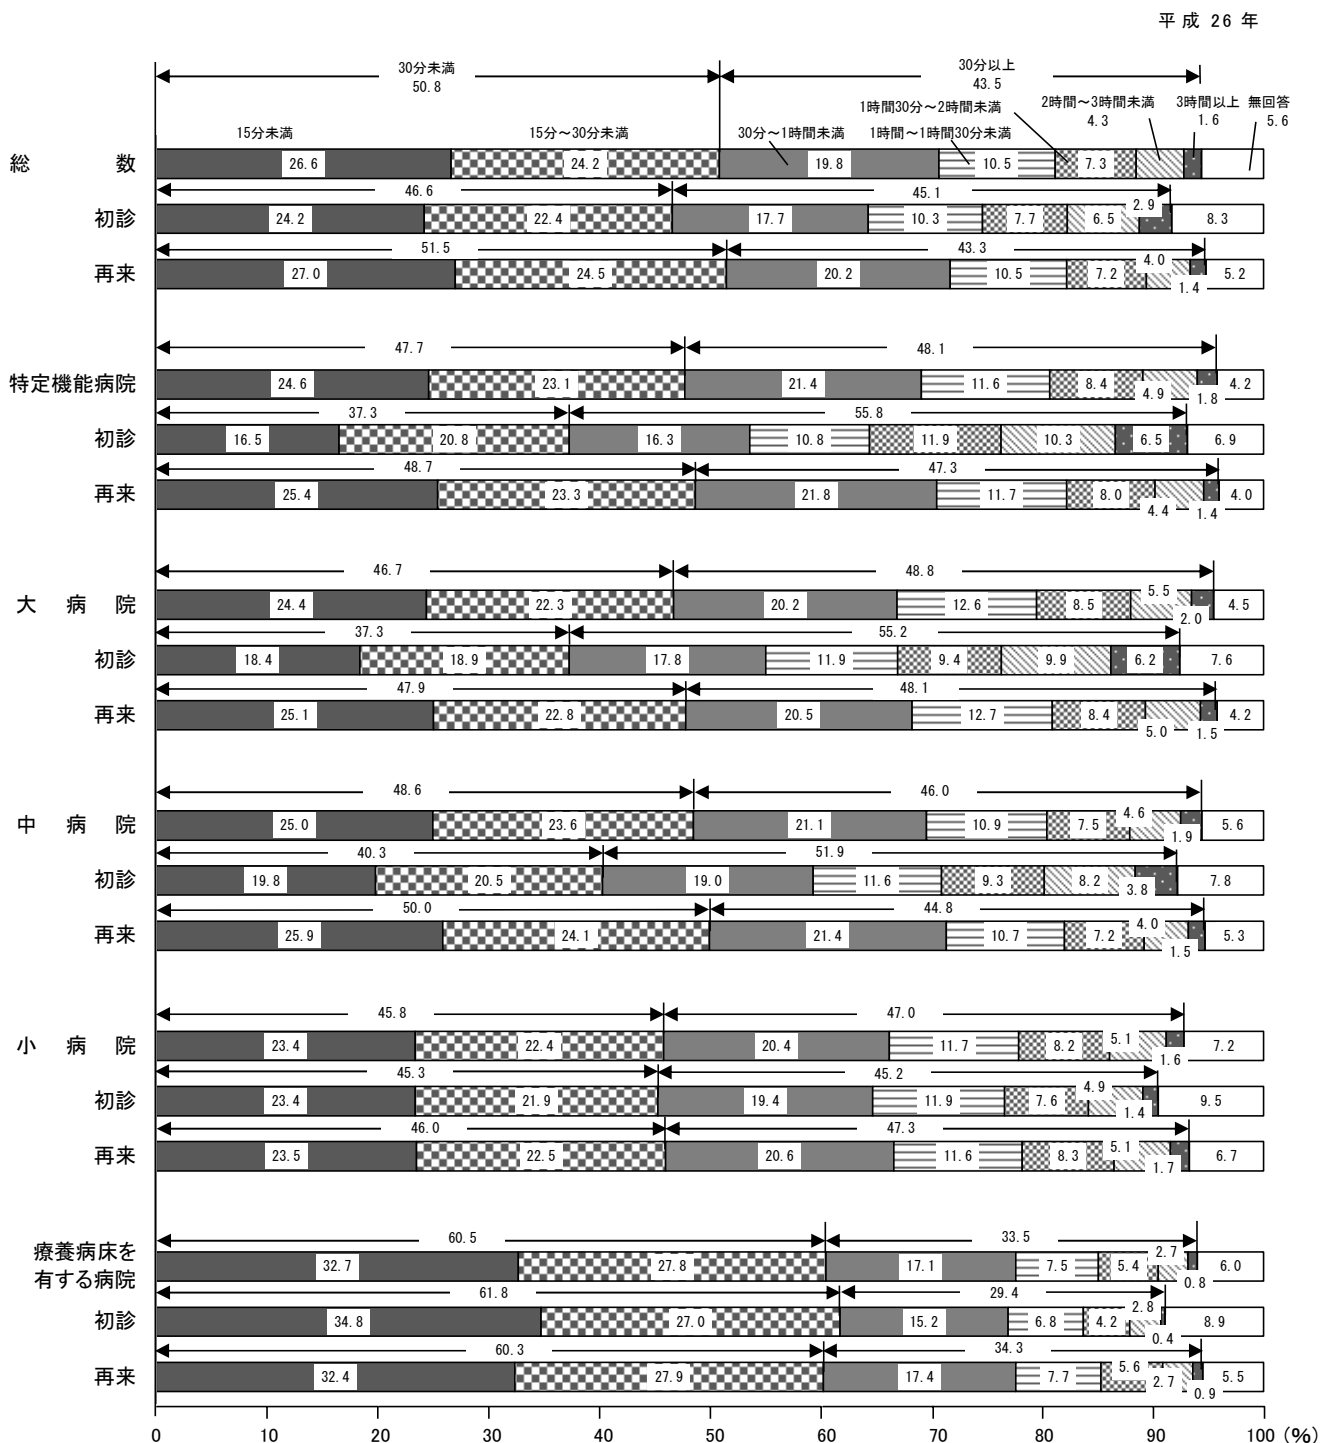 平成 26 年
30分未満
50.8
30分以上
43.5
1時間30分～2時間未満
2時間～3時間未満
4.3
3時間以上
1.6
無回答
5.6
15分未満
15分～30分未満
30分～1時間未満
1時間～1時間30分未満
総数 26.6 24.2 19.8 10.5 7.3
46.6 45.1
初診 24.2 22.4 17.7 10.3 7.7 6.5 2.9 8.3
51.5 43.3
再来 27.0 24.5 20.2 10.5 7.2 4.0 1.4 5.2
47.7 48.1
特定機能病院 24.6 23.1 21.4 11.6 8.4 4.9 1.8 4.2
37.3 55.8
初診 16.5 20.8 16.3 10.8 11.9 10.3 6.5 6.9
48.7 47.3
再来 25.4 23.3 21.8 11.7 8.0 4.4 1.4 4.0
46.7 48.8
大病院 24.4 22.3 20.2 12.6 8.5 5.5 2.0 4.5
37.3 55.2
初診 18.4 18.9 17.8 11.9 9.4 9.9 6.2 7.6
47.9 48.1
再来 25.1 22.8 20.5 12.7 8.4 5.0 1.5 4.2
48.6 46.0
中病院 25.0 23.6 21.1 10.9 7.5 4.6 1.9 5.6
40.3 51.9
初診 19.8 20.5 19.0 11.6 9.3 8.2 3.8 7.8
50.0 44.8
再来 25.9 24.1 21.4 10.7 7.2 4.0 1.5 5.3
45.8 47.0
小病院 23.4 22.4 20.4 11.7 8.2 5.1 1.6 7.2
45.3 45.2
初診 23.4 21.9 19.4 11.9 7.6 4.9 1.4 9.5
46.0 47.3
再来 23.5 22.5 20.6 11.6 8.3 5.1 1.7 6.7
60.5 33.5
療養病床を
有する病院 32.7 27.8 17.1 7.5 5.4 2.7 0.8 6.0
61.8 29.4
初診 34.8 27.0 15.2 6.8 4.2 2.8 0.4 8.9
60.3 34.3
再来 32.4 27.9 17.4 7.7 5.6 2.7 0.9 5.5
0 10 20 30 40 50 60 70 80 90 100 (%)